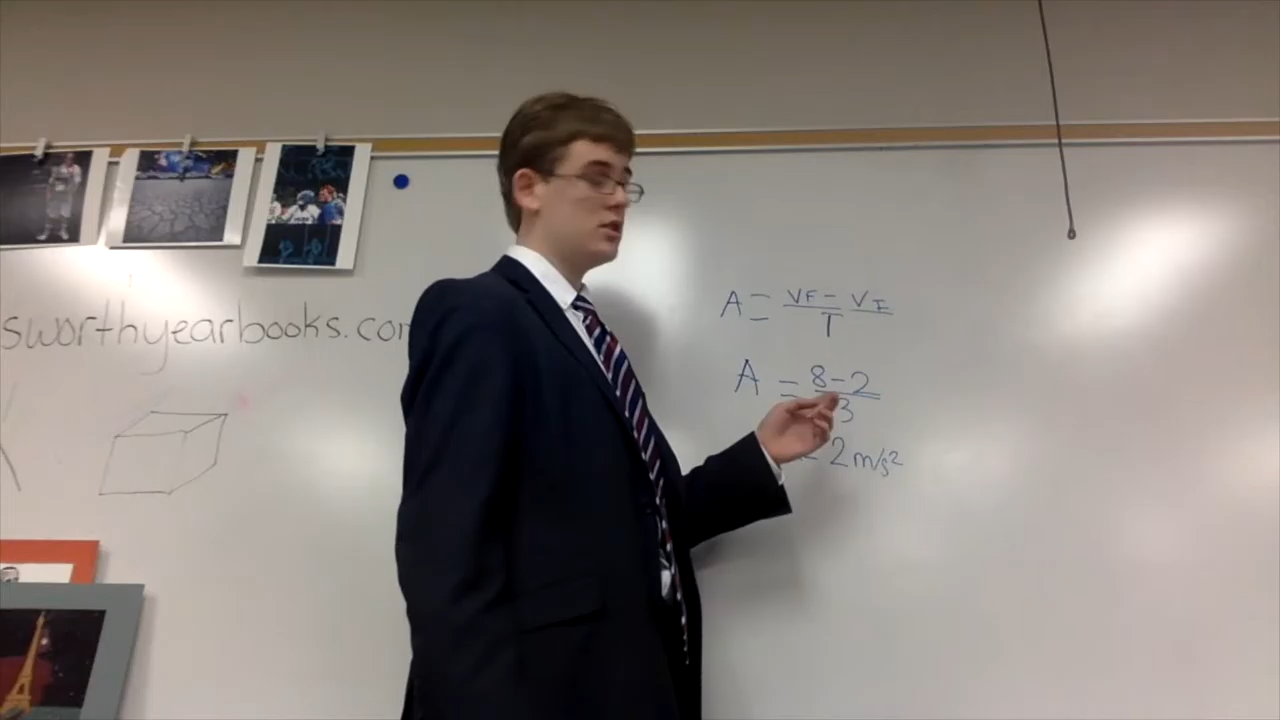 sworthyearbooks.com
A = VF - VI
T
A = 8-2
3
= 2 m/s²